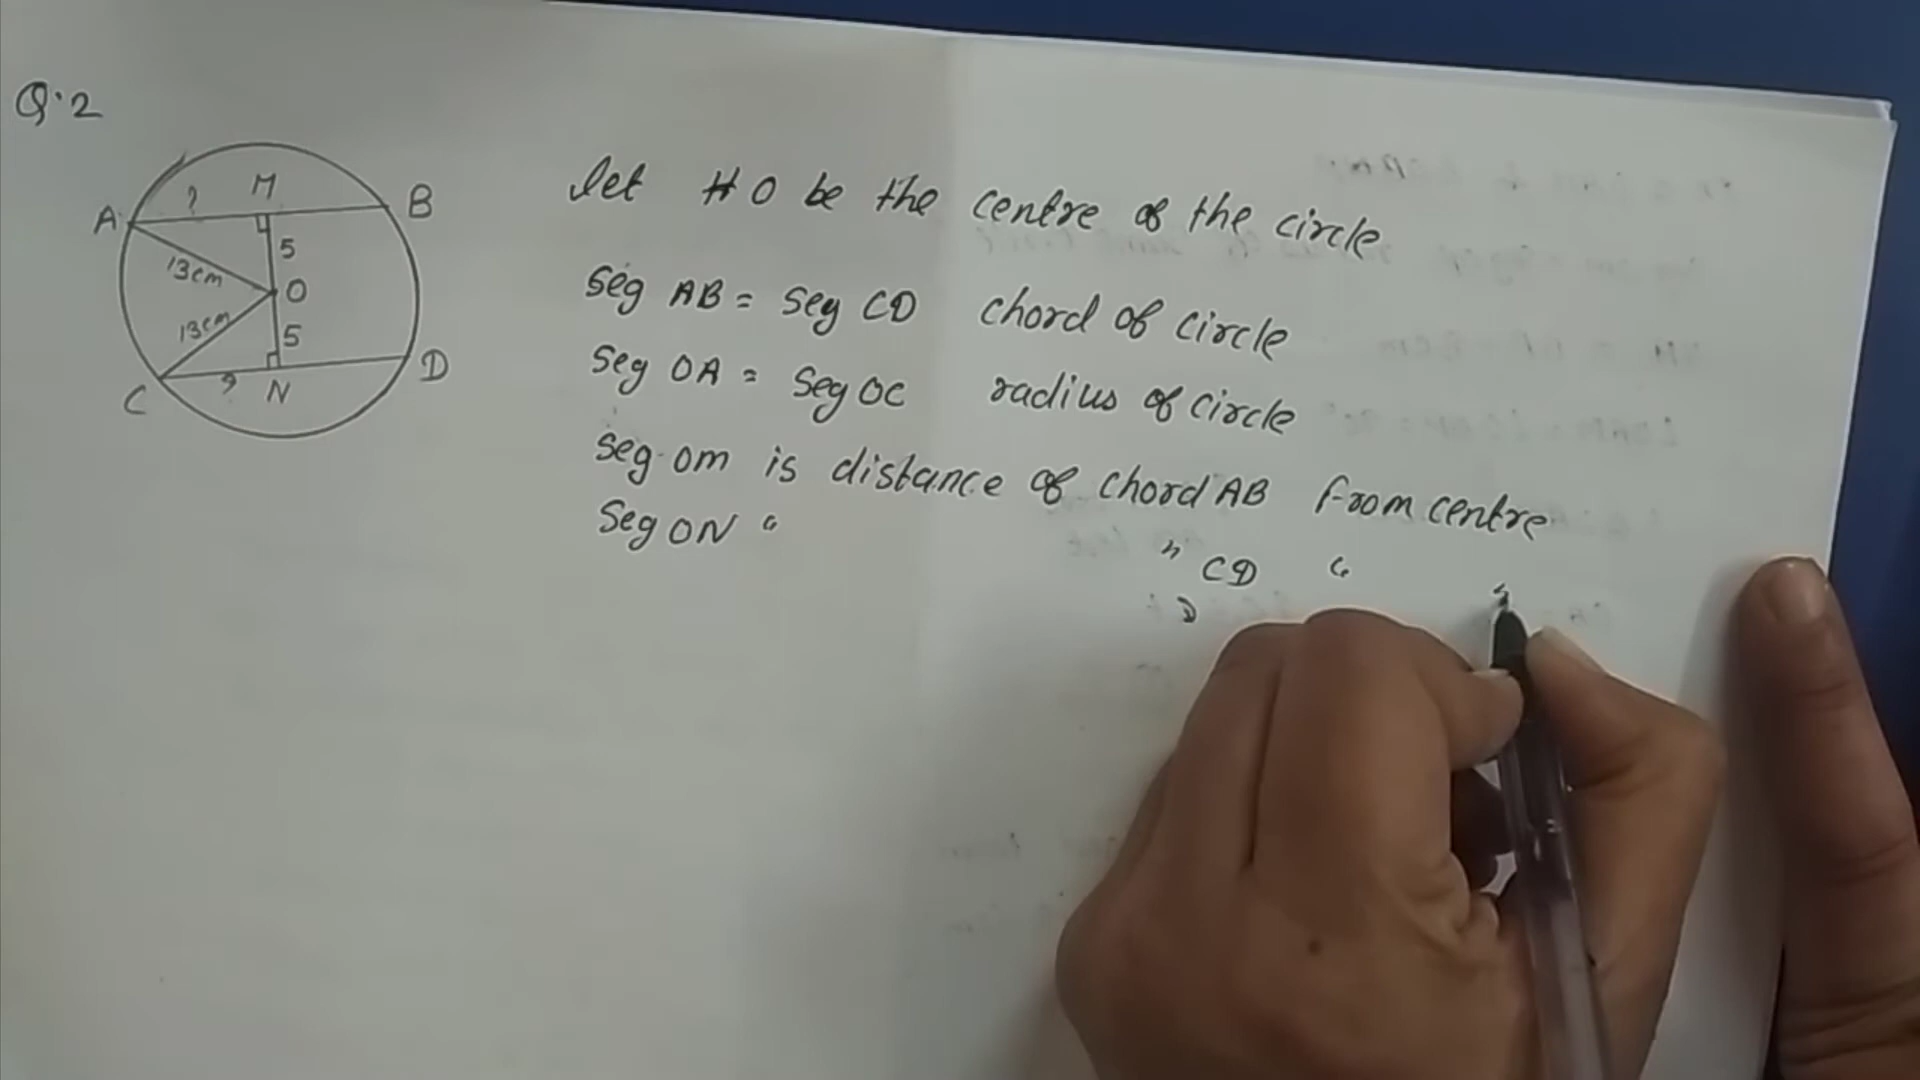 Q.2
A ? M B
5
13cm
O
13cm
5
C ? N D
let # O be the centre of the circle
seg AB = seg CD chord of circle
seg OA = seg OC radius of circle
seg om is distance of chord AB from centre
Seg ON " " CD " "
D